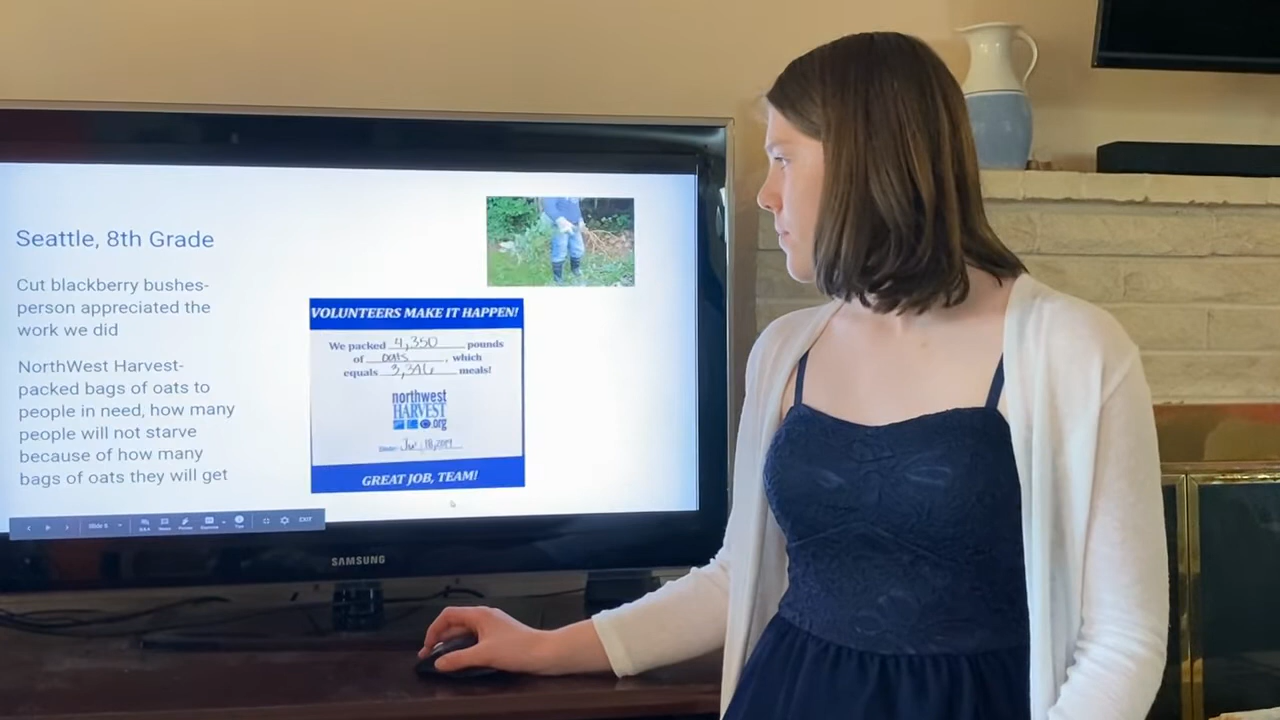 Seattle, 8th Grade
Cut blackberry bushes-
person appreciated the
work we did
NorthWest Harvest-
packed bags of oats to
people in need, how many
people will not starve
because of how many
bags of oats they will get
VOLUNTEERS MAKE IT HAPPEN!
We packed 4,350 pounds
of oats, which
equals 3,346 meals!
northwest
HARVEST
.org
GREAT JOB, TEAM!
Slide 6
EXIT
SAMSUNG